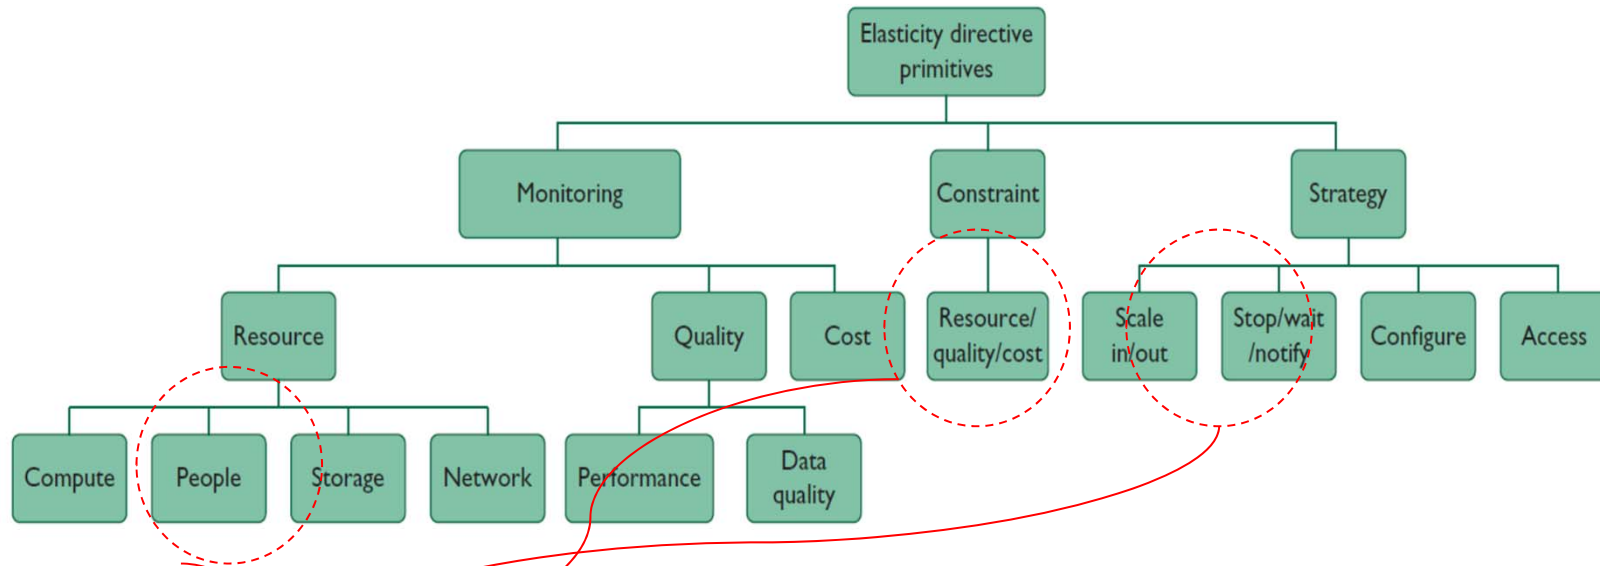 Elasticity directive
primitives
Monitoring
Constraint
Strategy
Resource
Quality
Cost
Resource/
quality/cost
Scale
in/out
Stop/wait
/notify
Configure
Access
Compute
People
Storage
Network
Performance
Data
quality